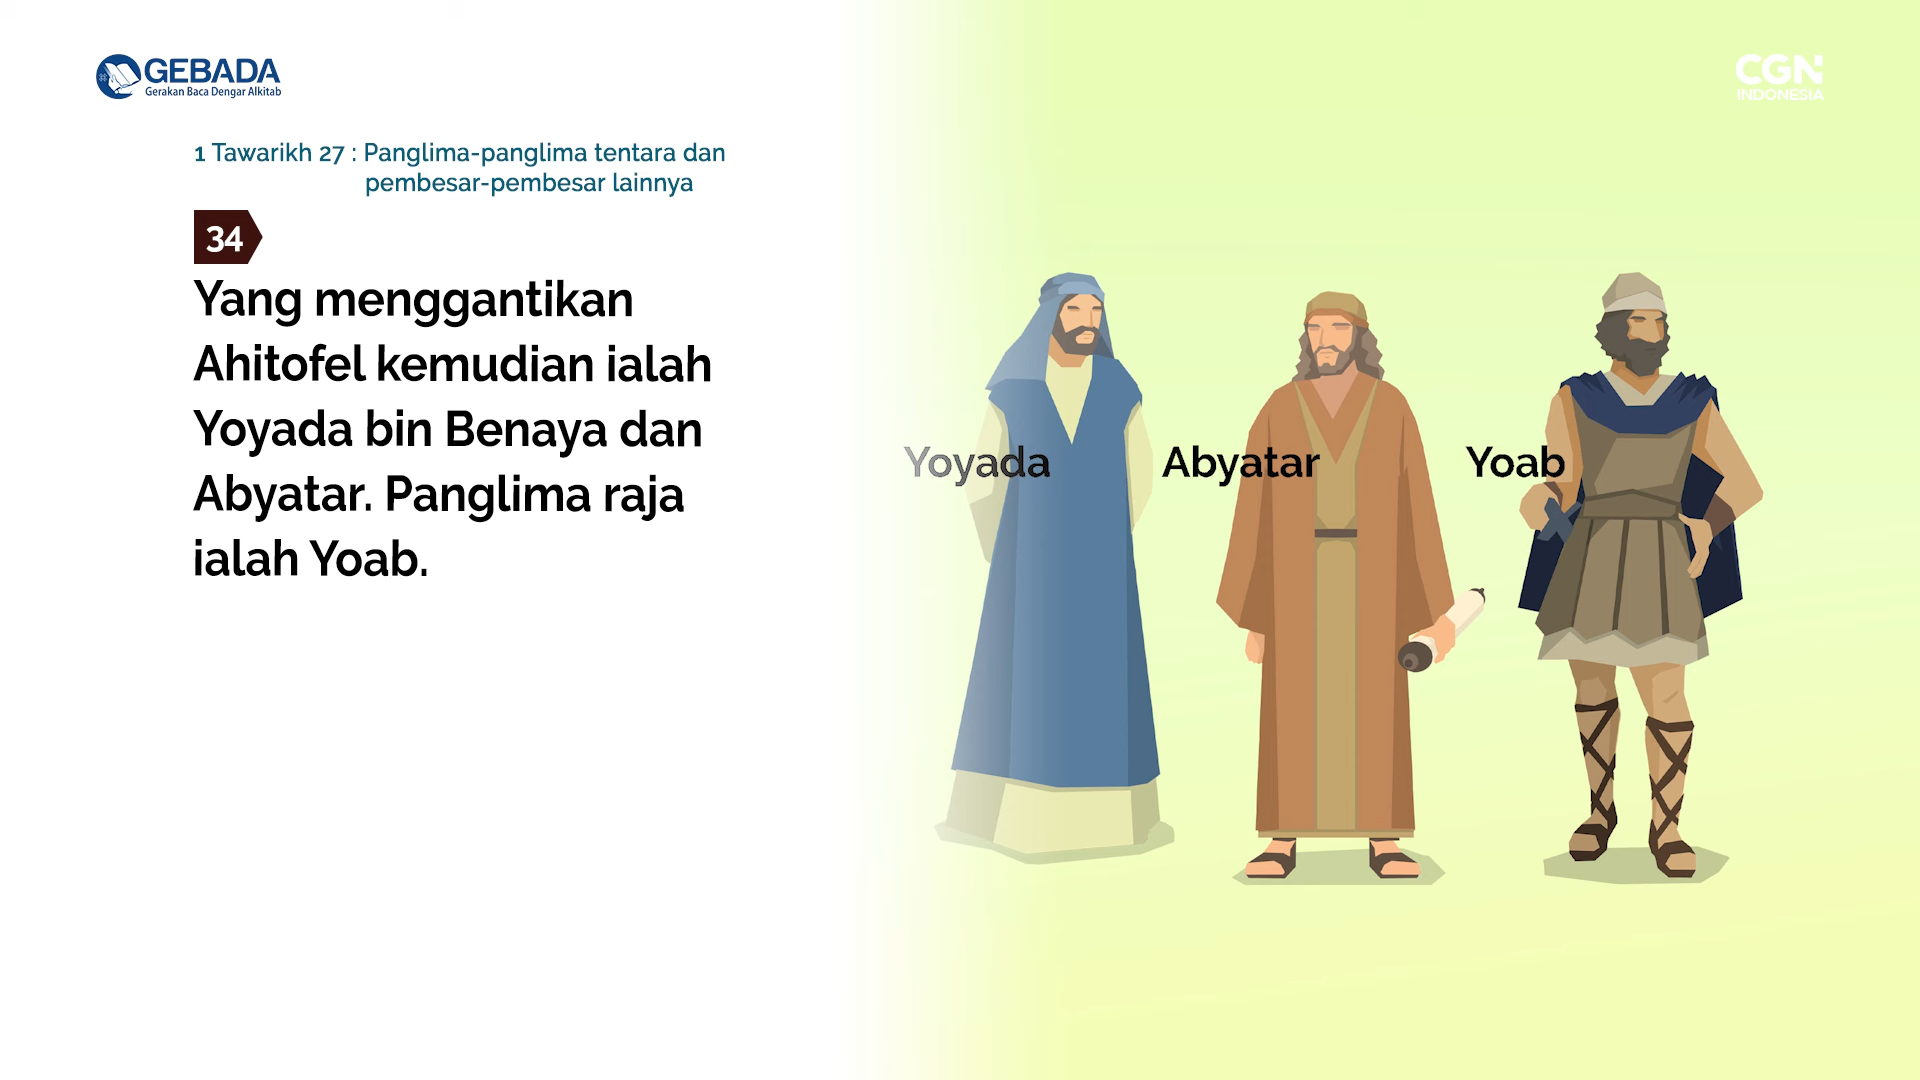 GEBADA
Gerakan Baca Dengar Alkitab
CGN
INDONESIA
1 Tawarikh 27 : Panglima-panglima tentara dan
pembesar-pembesar lainnya
34
Yang menggantikan
Ahitofel kemudian ialah
Yoyada bin Benaya dan
Abyatar. Panglima raja
ialah Yoab.
Yoyada
Abyatar
Yoab